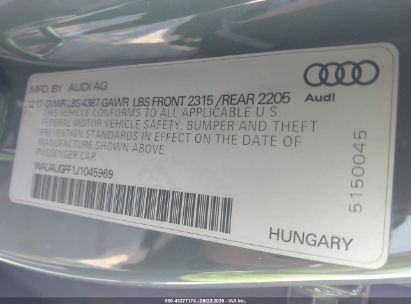 MFD. BY AUDI AG
12.17 GVWR LBS 4387 GAWR LBS FRONT 2315 /REAR 2205
THIS VEHICLE CONFORMS TO ALL APPLICABLE U.S
FEDERAL MOTOR VEHICLE SAFETY, BUMPER AND THEFT
PREVENTION STANDARDS IN EFFECT ON THE DATE OF
MANUFACTURE SHOWN ABOVE.
PASSENGER CAR
WAUAUGFF1J1045969
Audi
5150045
HUNGARY